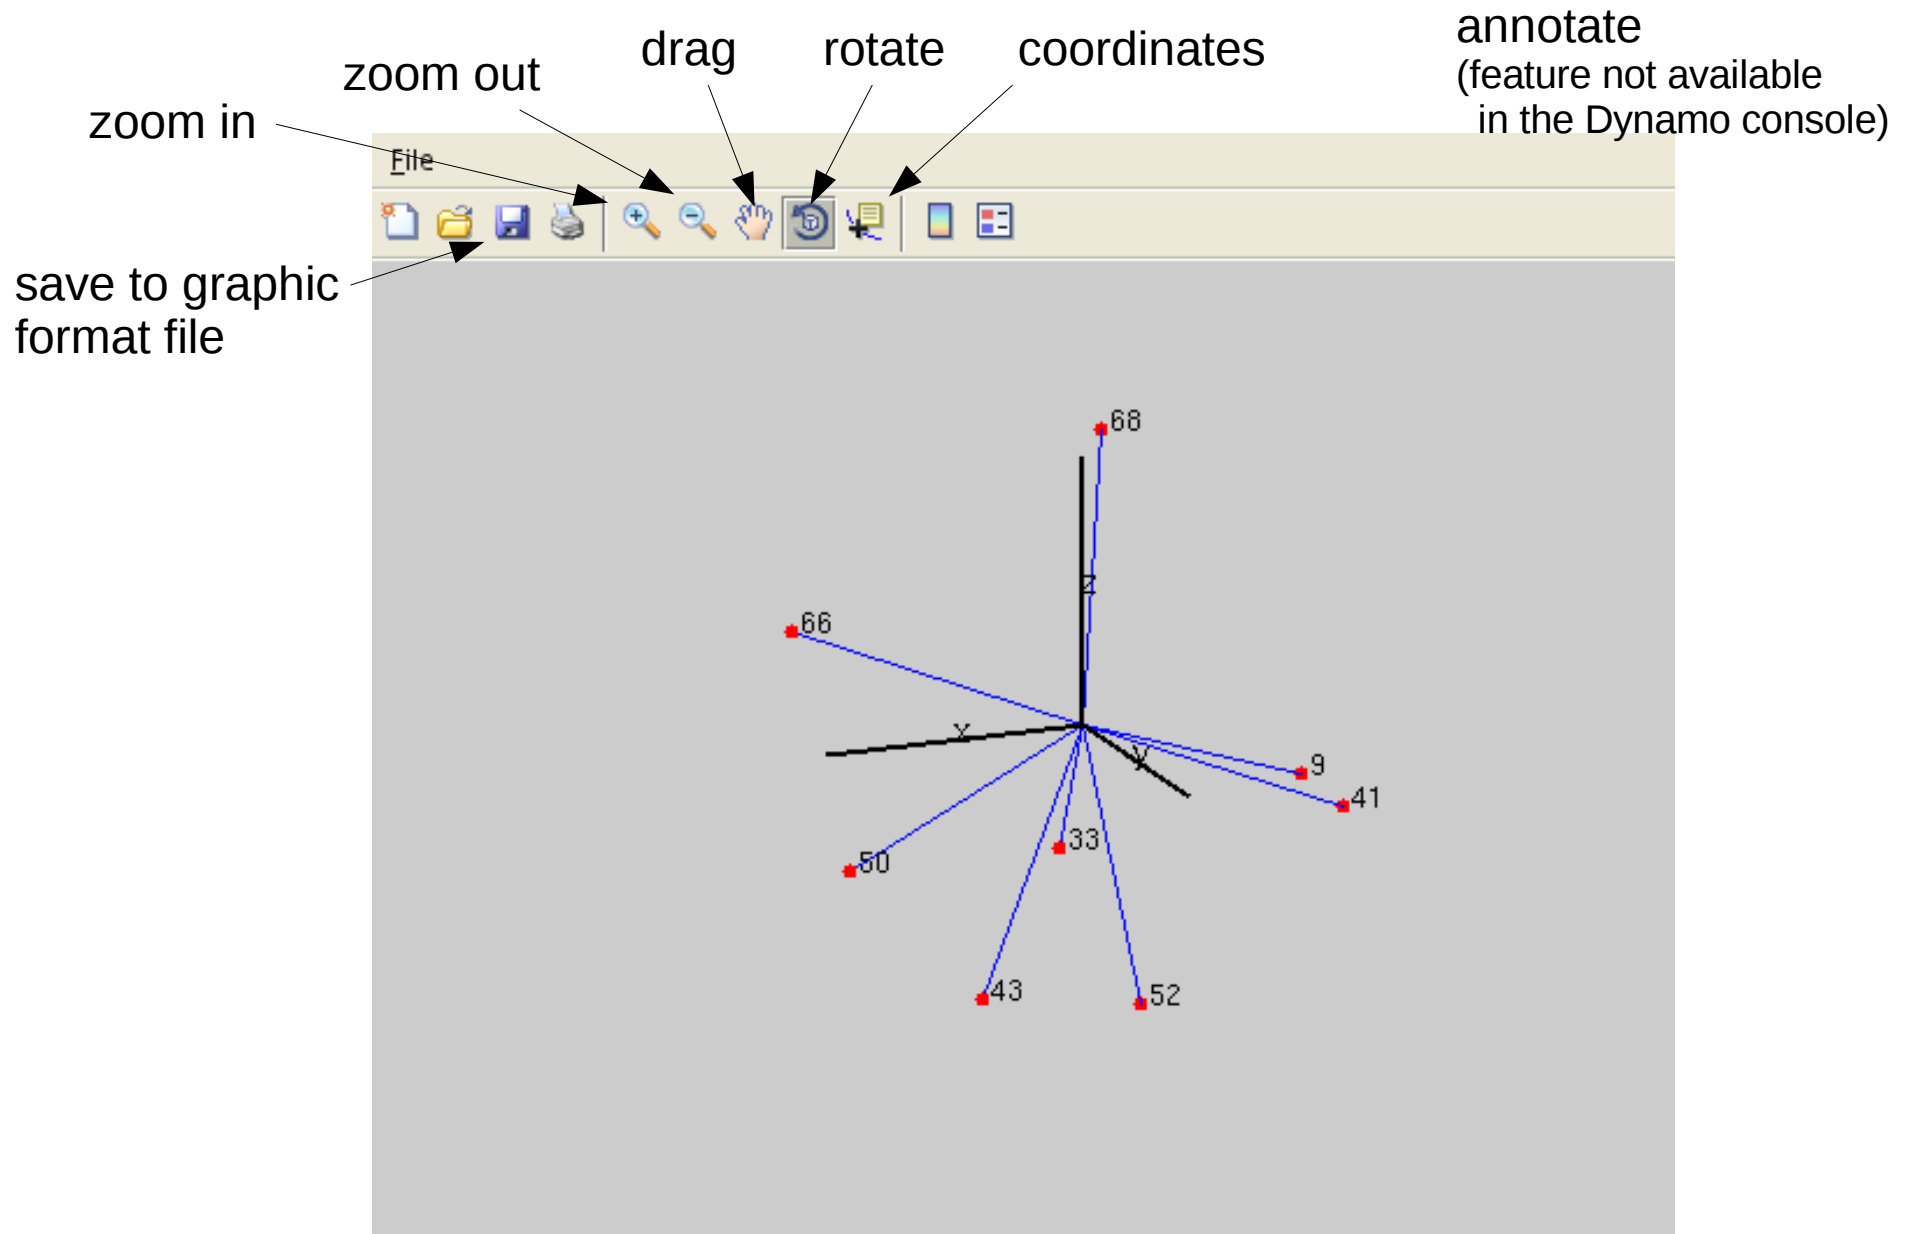 annotate
(feature not available
in the Dynamo console)
drag
rotate
coordinates
zoom out
zoom in
File
save to graphic
format file
68
z
66
x
y
9
41
33
50
43
52